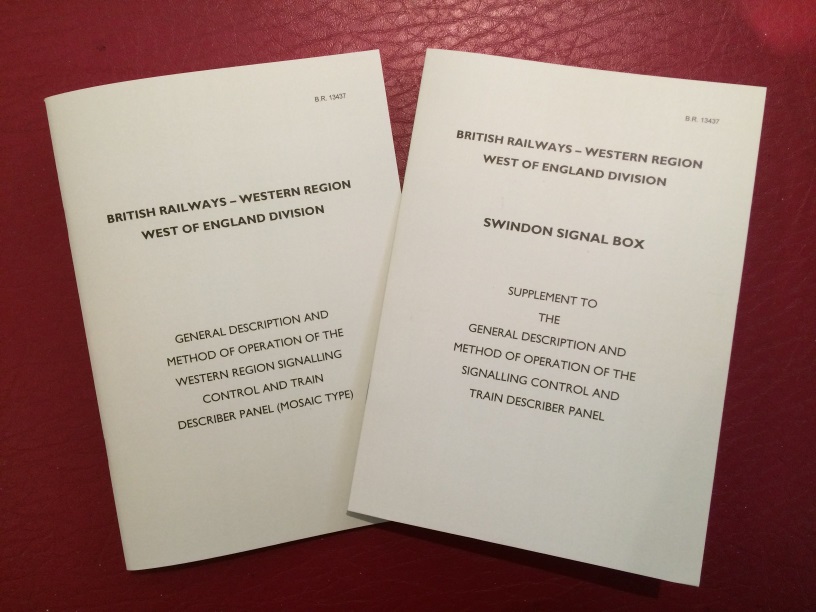 B.R. 13437
BRITISH RAILWAYS – WESTERN REGION
WEST OF ENGLAND DIVISION
GENERAL DESCRIPTION AND
METHOD OF OPERATION OF THE
WESTERN REGION SIGNALLING
CONTROL AND TRAIN
DESCRIBER PANEL (MOSAIC TYPE)
B.R. 13437
BRITISH RAILWAYS – WESTERN REGION
WEST OF ENGLAND DIVISION
SWINDON SIGNAL BOX
SUPPLEMENT TO
THE
GENERAL DESCRIPTION AND
METHOD OF OPERATION OF THE
SIGNALLING CONTROL AND
TRAIN DESCRIBER PANEL